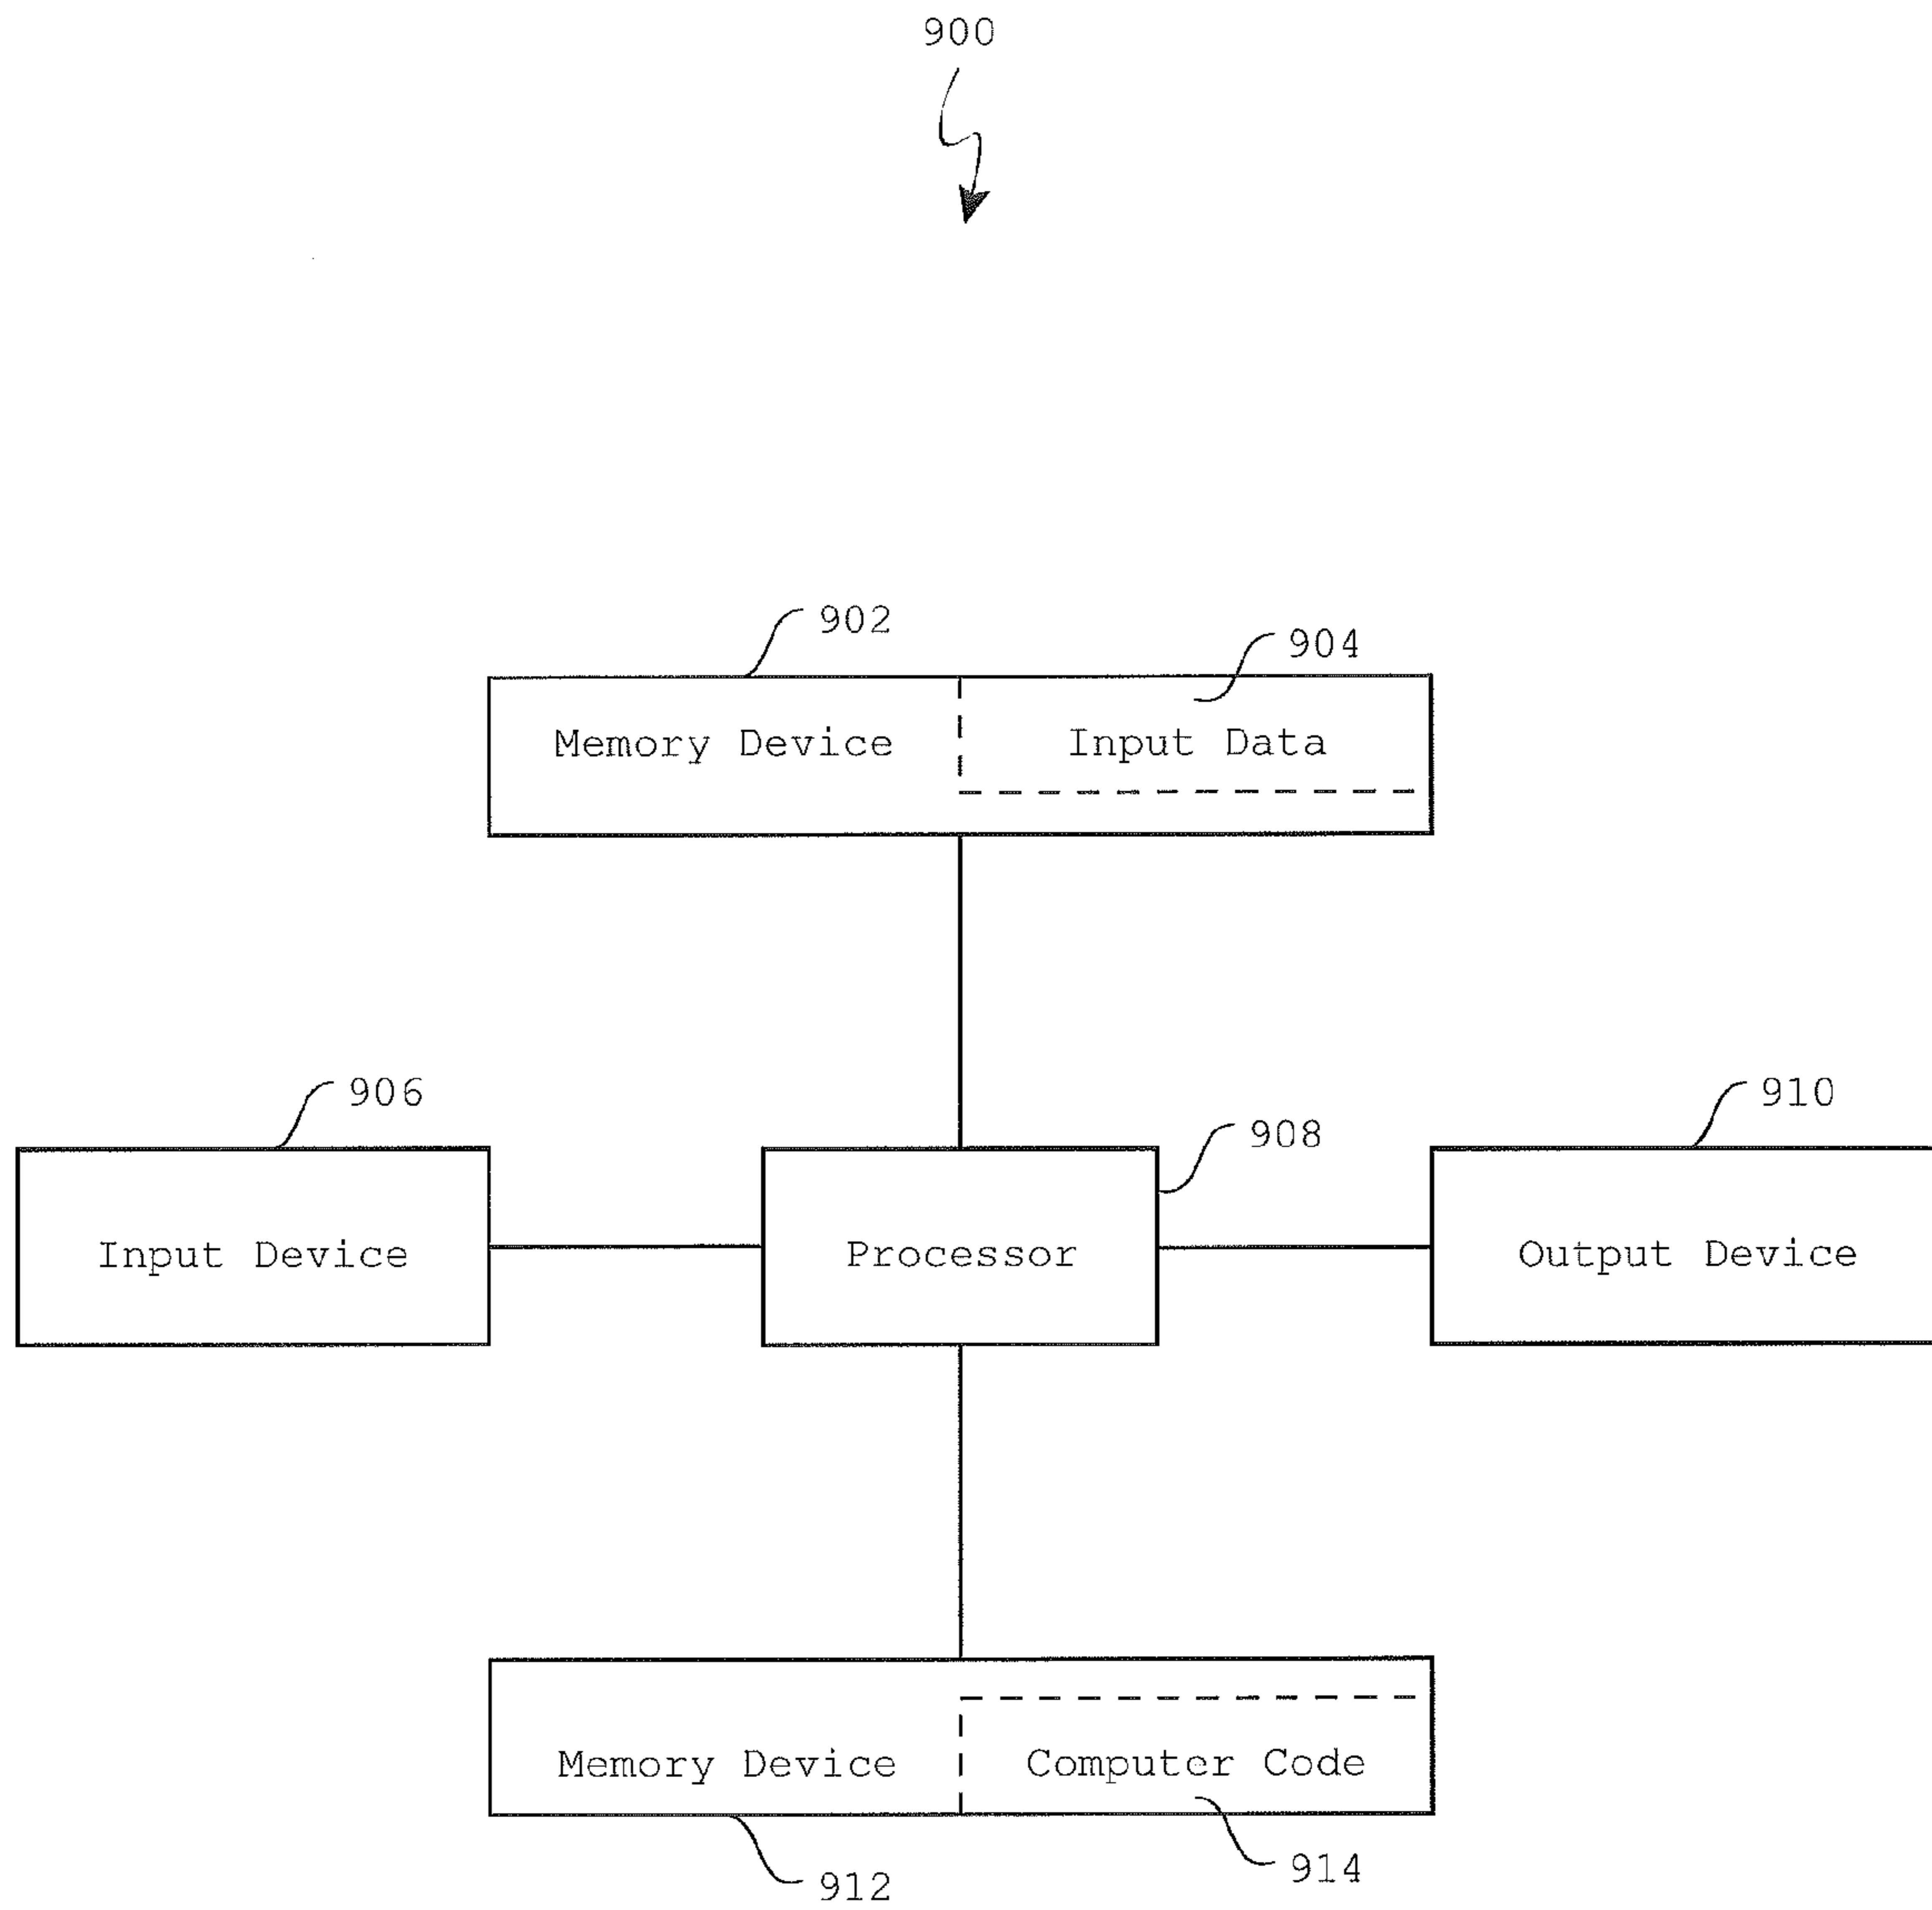 900
902
904
Memory Device
Input Data
906
910
908
Input Device
Processor
Output Device
Memory Device
Computer Code
914
912